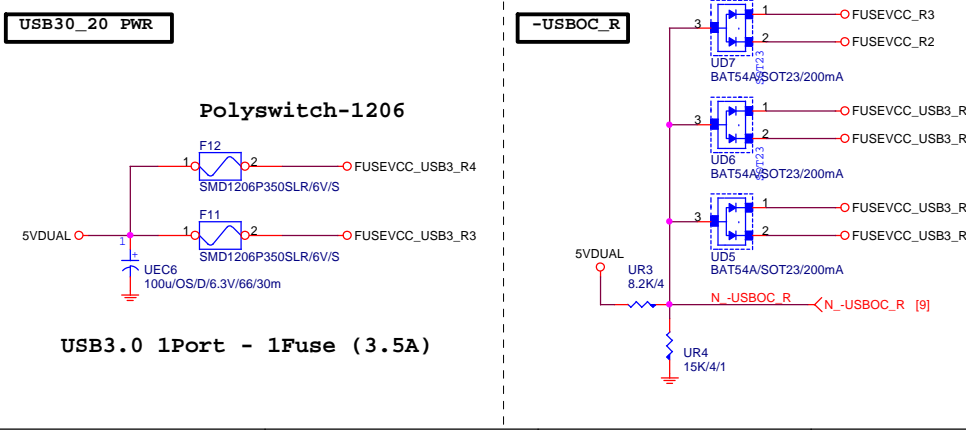 USB30_20 PWR
Polyswitch-1206
F12
1
2
FUSEVCC_USB3_R4
SMD1206P350SLR/6V/S
F11
5VDUAL
1
2
FUSEVCC_USB3_R3
SMD1206P350SLR/6V/S
1
+
UEC6
100u/OS/D/6.3V/66/30m
USB3.0 1Port - 1Fuse (3.5A)
-USBOC_R
3
1
FUSEVCC_R3
2
FUSEVCC_R2
UD7
SOT23
BAT54A/SOT23/200mA
3
1
FUSEVCC_USB3_R
2
FUSEVCC_USB3_R
UD6
SOT23
BAT54A/SOT23/200mA
3
1
FUSEVCC_USB3_R
2
FUSEVCC_USB3_R
UD5
BAT54A/SOT23/200mA
5VDUAL
UR3
8.2K/4
N_-USBOC_R
N_-USBOC_R [9]
UR4
15K/4/1